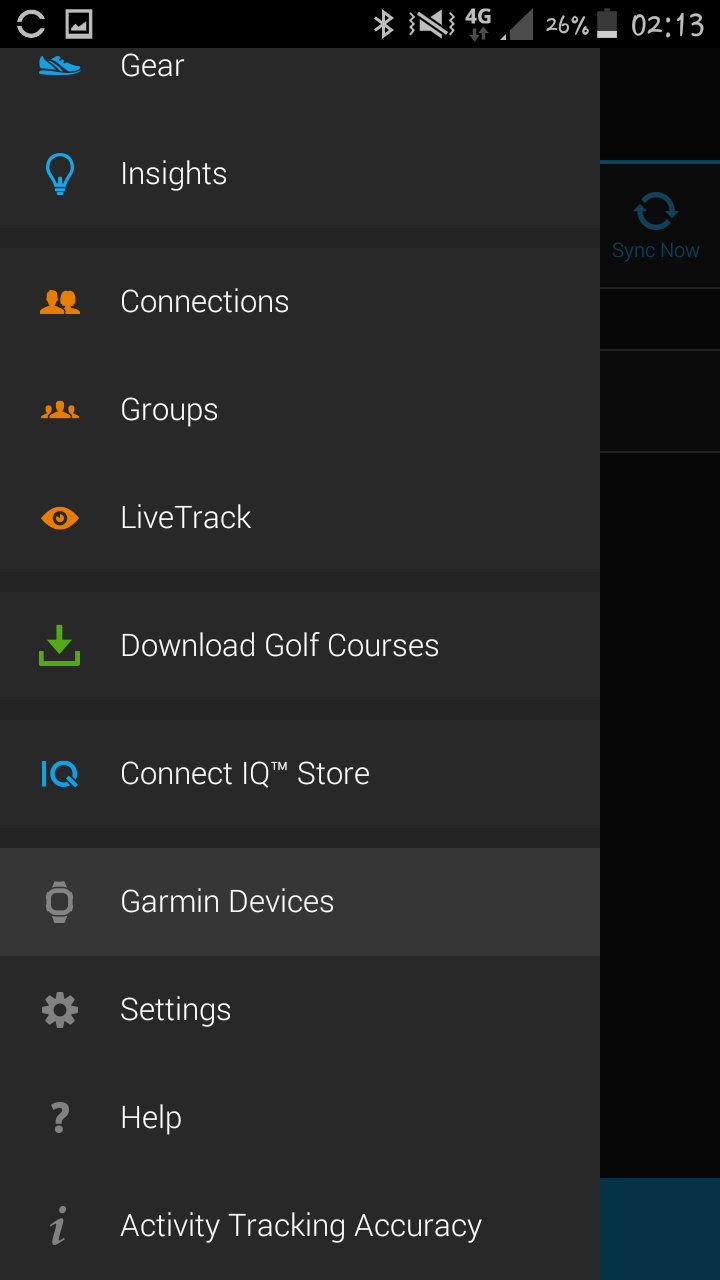 4G 26% 02:13
Gear
Insights
Sync Now
Connections
Groups
LiveTrack
Download Golf Courses
IQ Connect IQ™ Store
Garmin Devices
Settings
? Help
i Activity Tracking Accuracy